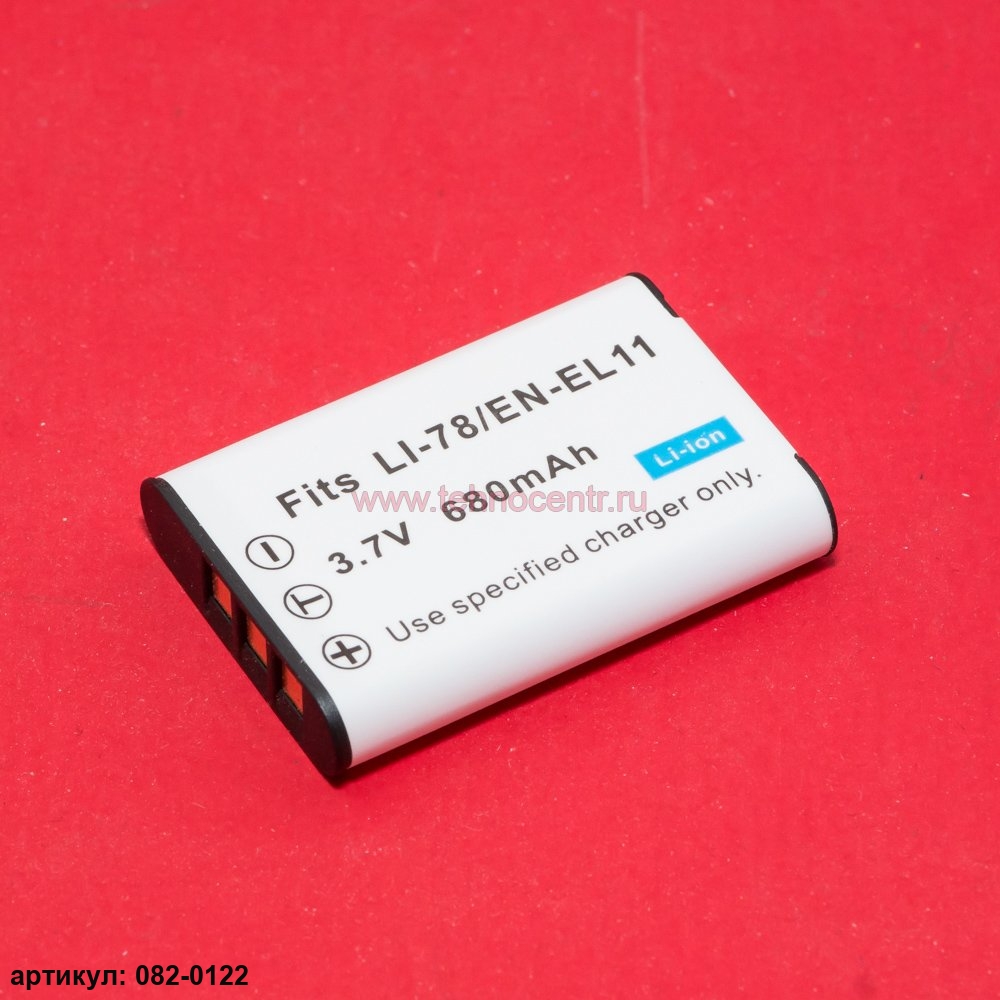 Fits LI-78/EN-EL11
3.7V 680mAh
Li-ion
Use specified charger only.
www.tehnocentr.ru
артикул: 082-0122